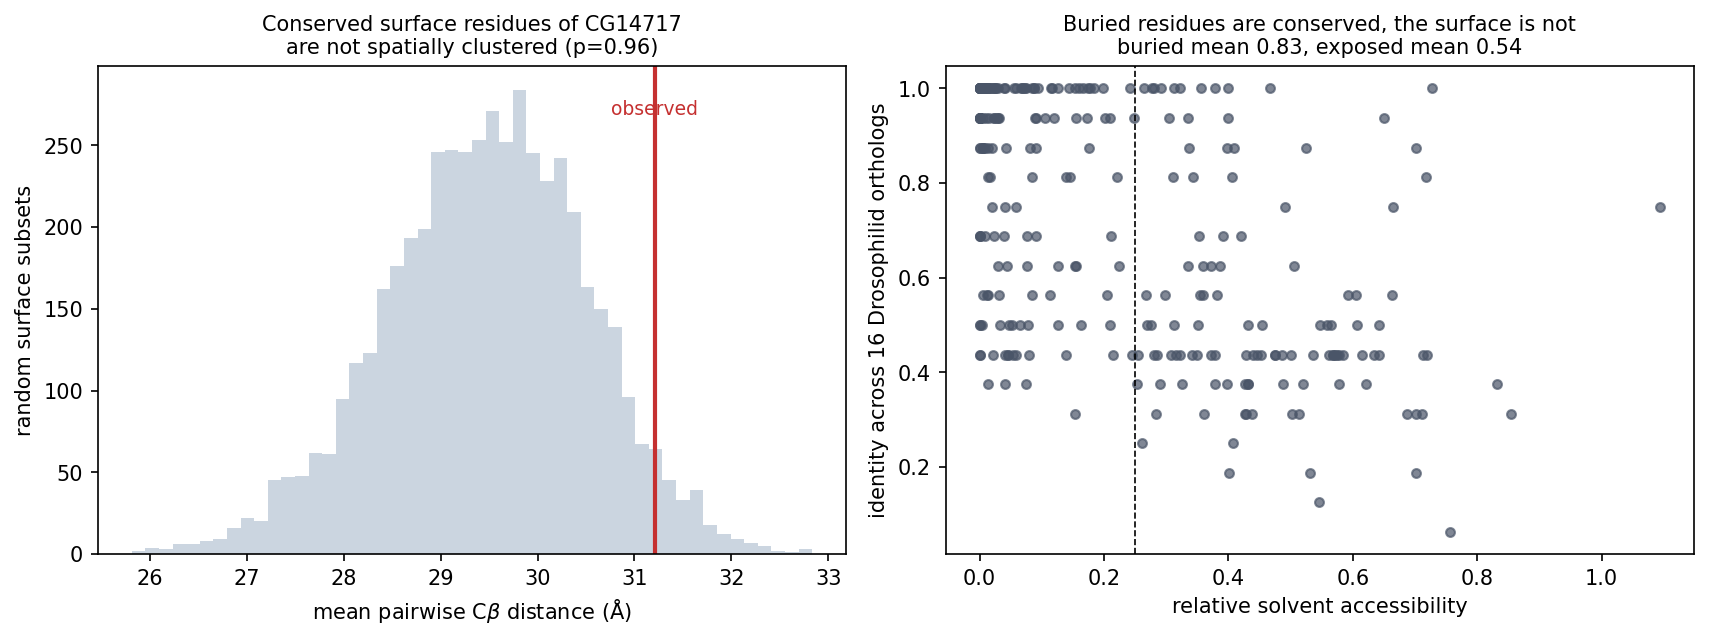 Conserved surface residues of CG14717
are not spatially clustered (p=0.96)
observed
random surface subsets
250
200
150
100
50
0
26 27 28 29 30 31 32 33
mean pairwise Cβ distance (Å)
Buried residues are conserved, the surface is not
buried mean 0.83, exposed mean 0.54
identity across 16 Drosophilid orthologs
1.0
0.8
0.6
0.4
0.2
0.0 0.2 0.4 0.6 0.8 1.0
relative solvent accessibility